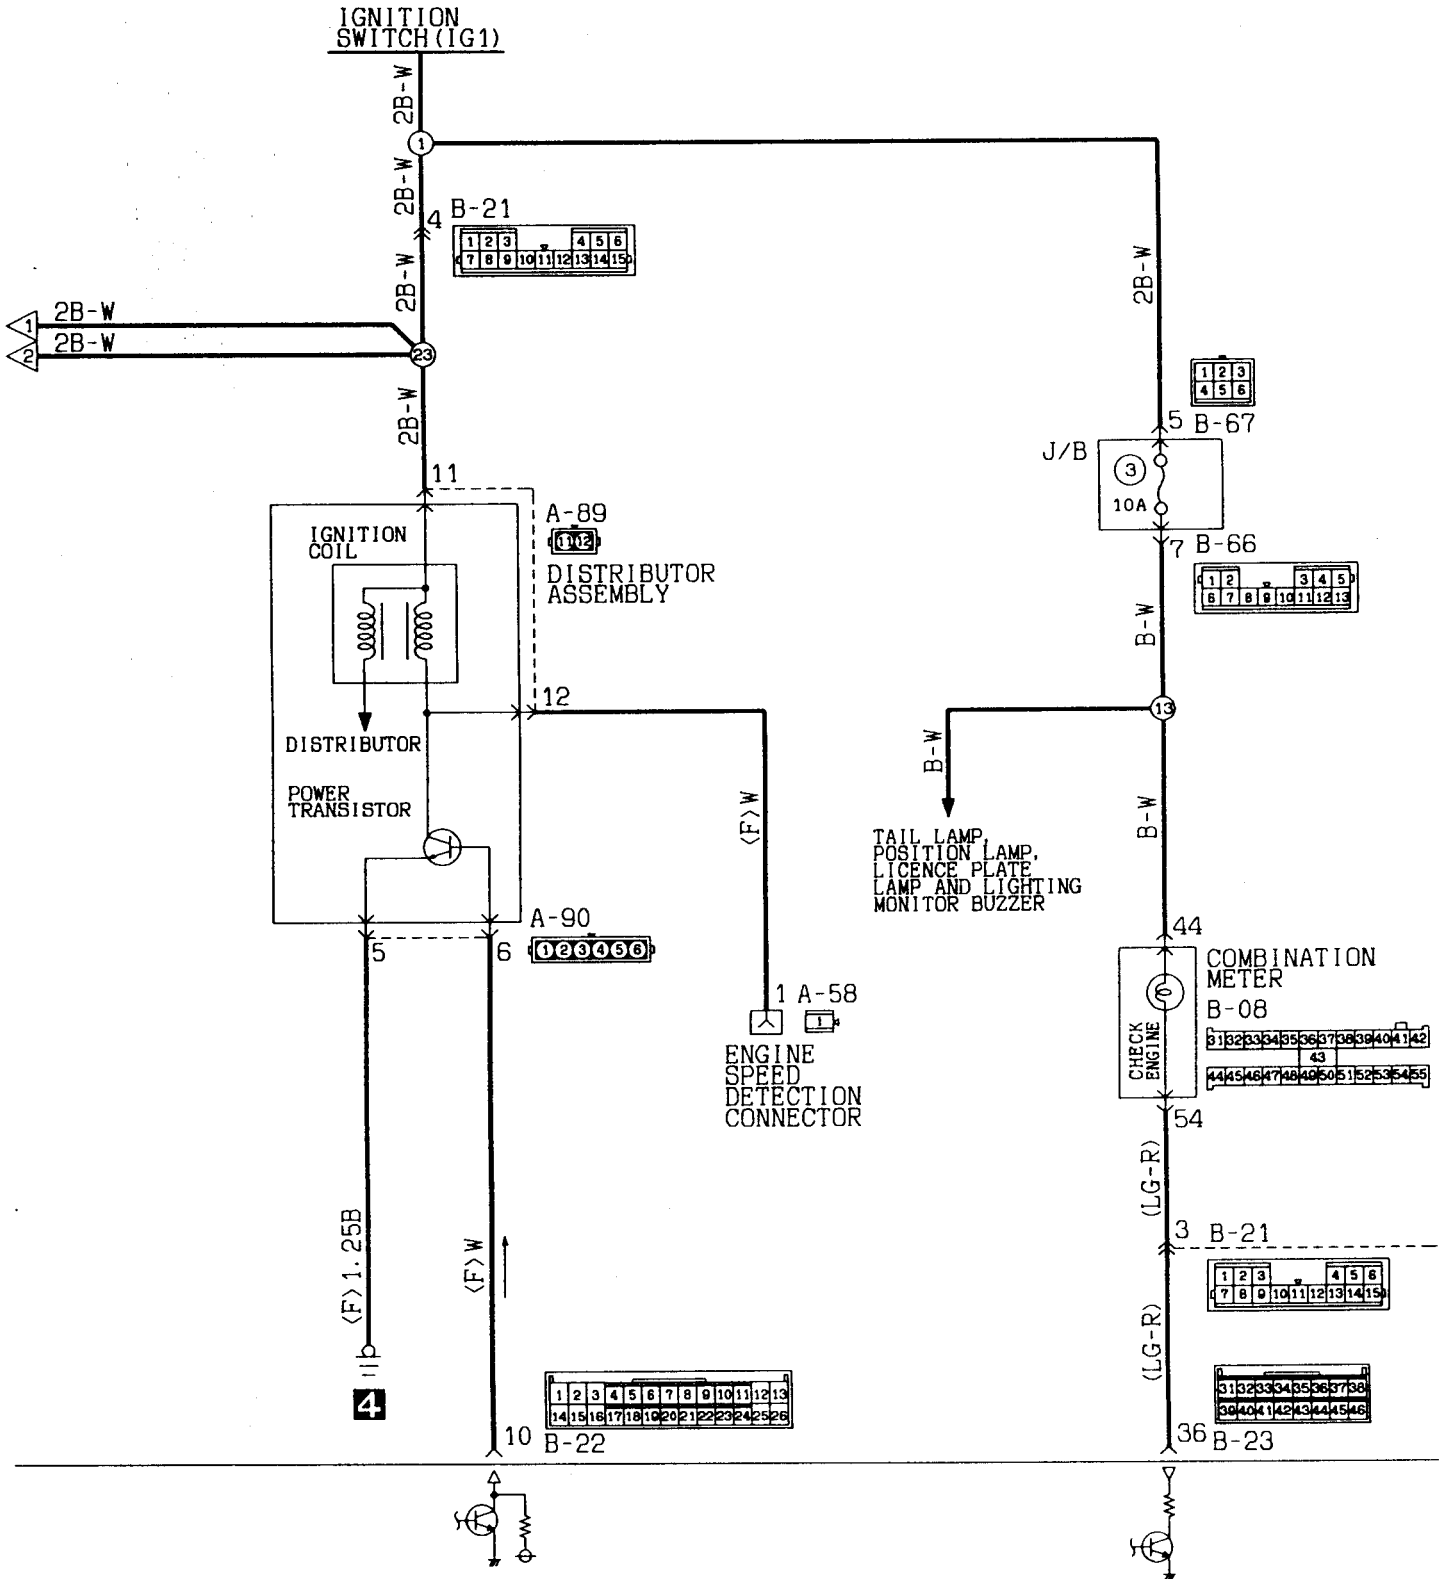 IGNITION
SWITCH(IG1)
2B-W
1
2B-W
4 B-21
1 2 3 4 5 6
7 8 9 10 11 12 13 14 15
2B-W
2B-W
1 2B-W
2 2B-W
23
2B-W
1 2 3
4 5 6
5 B-67
J/B
3
10A
7 B-66
1 2 3 4 5
6 7 8 9 10 11 12 13
11
A-89
11 12
DISTRIBUTOR
ASSEMBLY
IGNITION
COIL
B-W
12
13
DISTRIBUTOR
POWER
TRANSISTOR
<F>W
B-W
B-W
TAIL LAMP,
POSITION LAMP,
LICENCE PLATE
LAMP AND LIGHTING
MONITOR BUZZER
A-90
1 2 3 4 5 6
5 6
44
COMBINATION
METER
B-08
31 32 33 34 35 36 37 38 39 40 41 42
43
44 45 46 47 48 49 50 51 52 53 54 55
CHECK
ENGINE
1 A-58
1
ENGINE
SPEED
DETECTION
CONNECTOR
54
(LG-R)
3 B-21
1 2 3 4 5 6
7 8 9 10 11 12 13 14 15
<F>1.25B
<F>W
(LG-R)
4
1 2 3 4 5 6 7 8 9 10 11 12 13
14 15 16 17 18 19 20 21 22 23 24 25 26
10 B-22
31 32 33 34 35 36 37 38
39 40 41 42 43 44 45 46
36 B-23